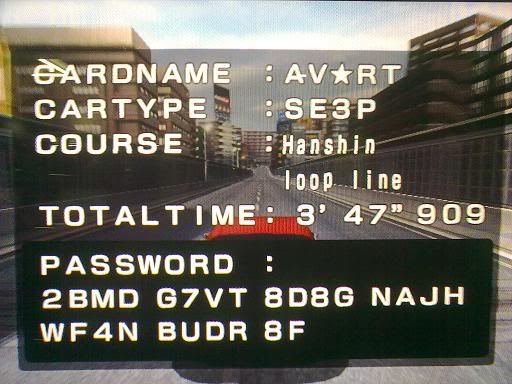 CARDNAME : AV★RT
CARTYPE : SE3P
COURSE : Hanshin
loop line
TOTALTIME : 3' 47" 909
PASSWORD :
2BMD G7VT 8D8G NAJH
WF4N BUDR 8F